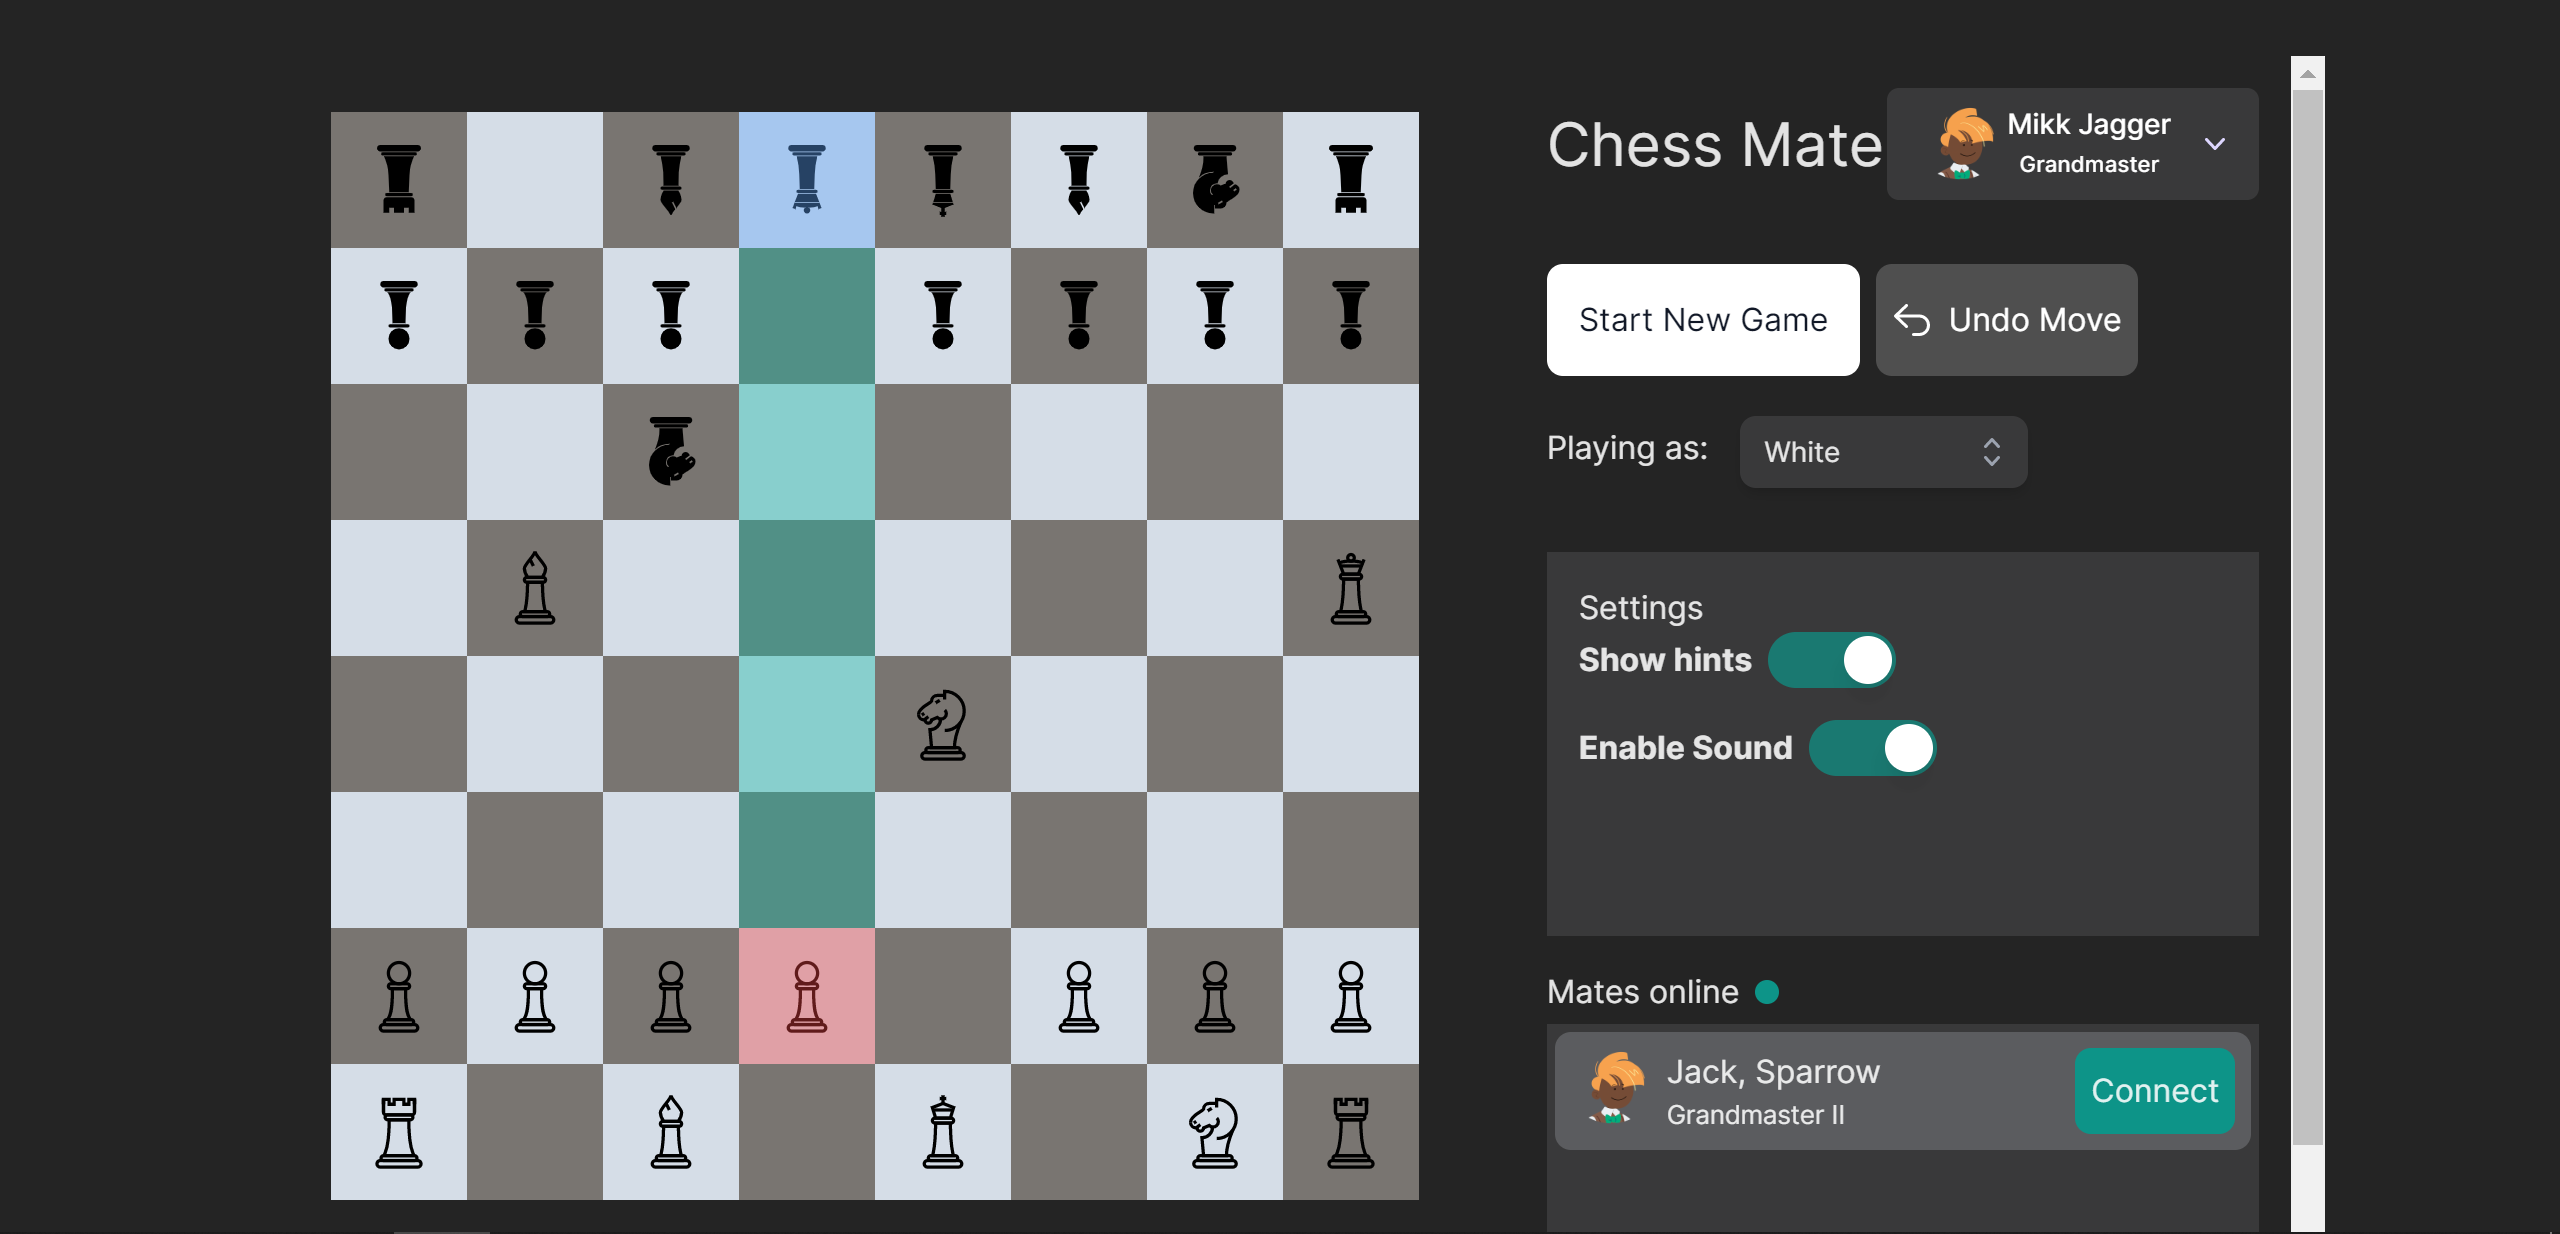 Chess Mate
Mikk Jagger
Grandmaster
Start New Game
Undo Move
Playing as:
White
Settings
Show hints
Enable Sound
Mates online
Jack, Sparrow
Grandmaster II
Connect